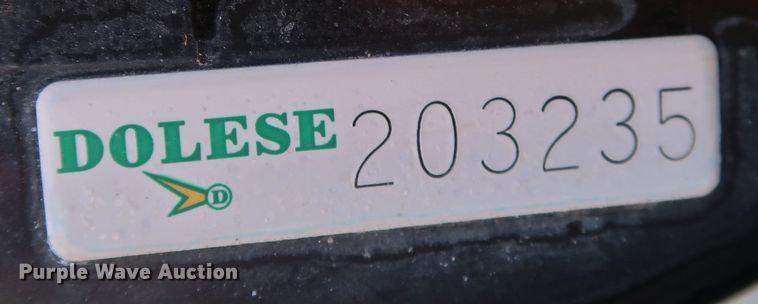 DOLESE 203235
D
Purple Wave Auction